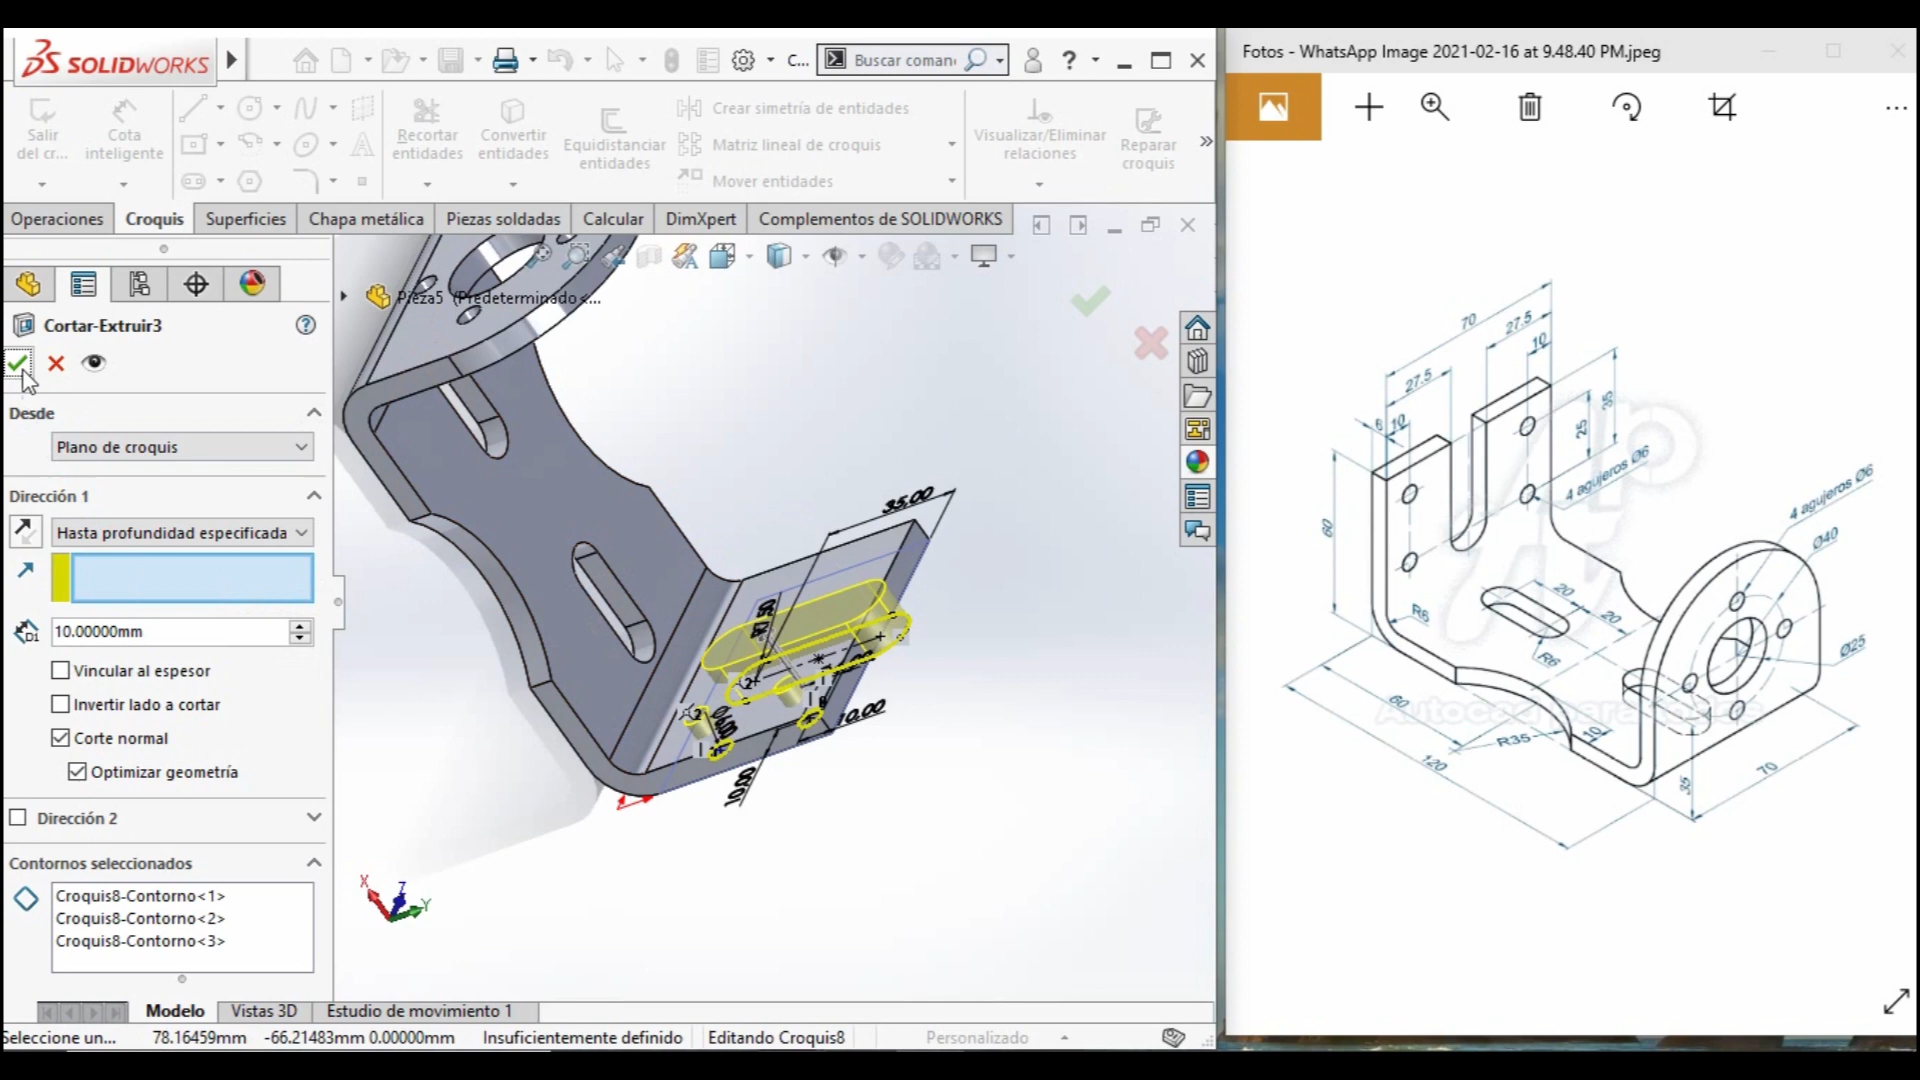 SOLIDWORKS
C...
Buscar coman
?
Fotos - WhatsApp Image 2021-02-16 at 9.48.40 PM.jpeg
Salir
del cr...
Cota
inteligente
Recortar
entidades
Convertir
entidades
Equidistanciar
entidades
Crear simetría de entidades
Matriz lineal de croquis
Mover entidades
Visualizar/Eliminar
relaciones
Reparar
croquis
Operaciones
Croquis
Superficies
Chapa metálica
Piezas soldadas
Calcular
DimXpert
Complementos de SOLIDWORKS
Pieza5 (Predeterminado<...
Cortar-Extruir3
Desde
Plano de croquis
Dirección 1
Hasta profundidad especificada
D1
10.00000mm
Vincular al espesor
Invertir lado a cortar
Corte normal
Optimizar geometría
Dirección 2
Contornos seleccionados
Croquis8-Contorno<1>
Croquis8-Contorno<2>
Croquis8-Contorno<3>
35.00
10.00
10.00
X
Z
Y
70
27.5
10
27.5
6
10
35
25
4 agujeros Ø6
4 agujeros Ø6
Ø40
60
R6
20
20
R6
Ø25
60
R35
10
120
35
70
Modelo
Vistas 3D
Estudio de movimiento 1
Seleccione un...
78.16459mm
-66.21483mm 0.00000mm
Insuficientemente definido
Editando Croquis8
Personalizado